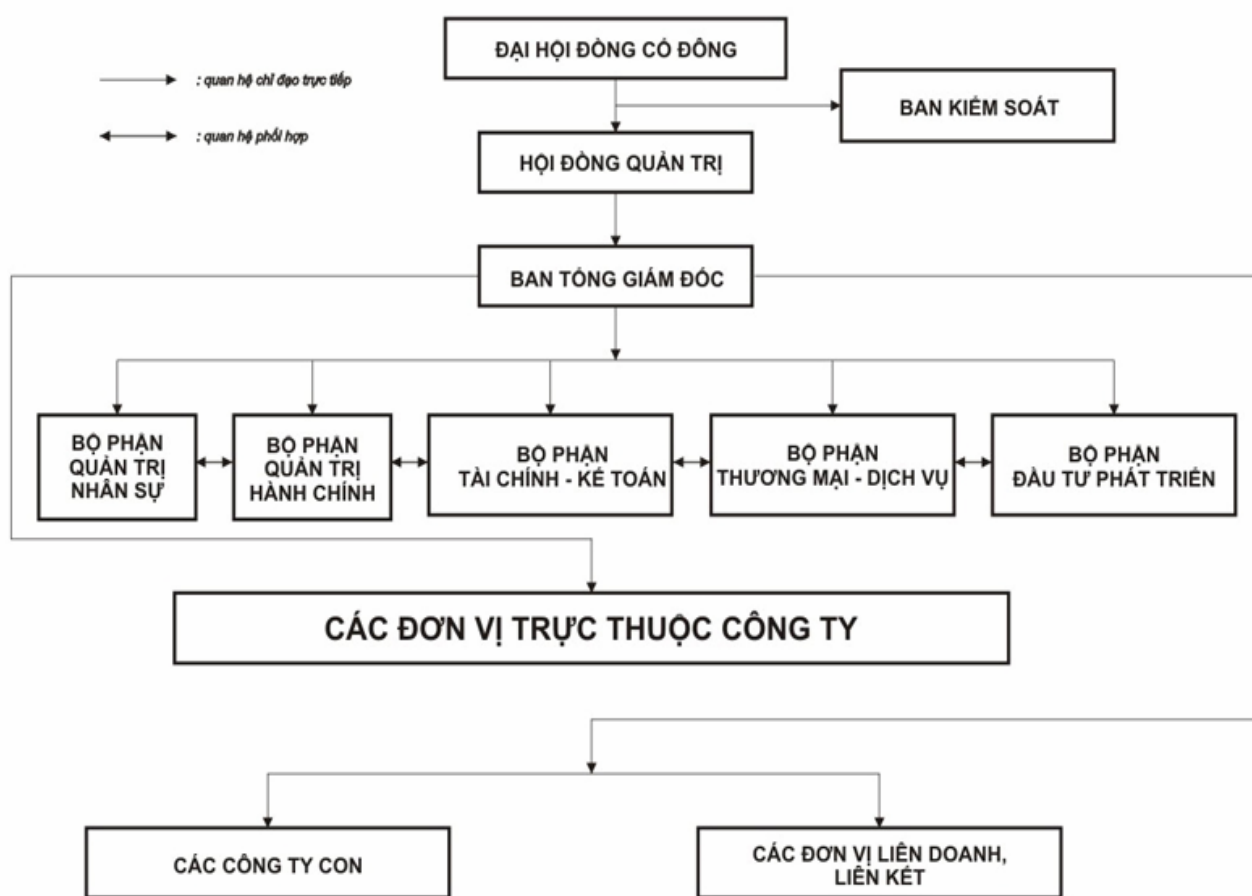 ĐẠI HỘI ĐỒNG CỔ ĐÔNG
: quan hệ chỉ đạo trực tiếp
BAN KIỂM SOÁT
: quan hệ phối hợp
HỘI ĐỒNG QUẢN TRỊ
BAN TỔNG GIÁM ĐỐC
BỘ PHẬN
QUẢN TRỊ
NHÂN SỰ
BỘ PHẬN
QUẢN TRỊ
HÀNH CHÍNH
BỘ PHẬN
TÀI CHÍNH - KẾ TOÁN
BỘ PHẬN
THƯƠNG MẠI - DỊCH VỤ
BỘ PHẬN
ĐẦU TƯ PHÁT TRIỂN
CÁC ĐƠN VỊ TRỰC THUỘC CÔNG TY
CÁC CÔNG TY CON
CÁC ĐƠN VỊ LIÊN DOANH,
LIÊN KẾT